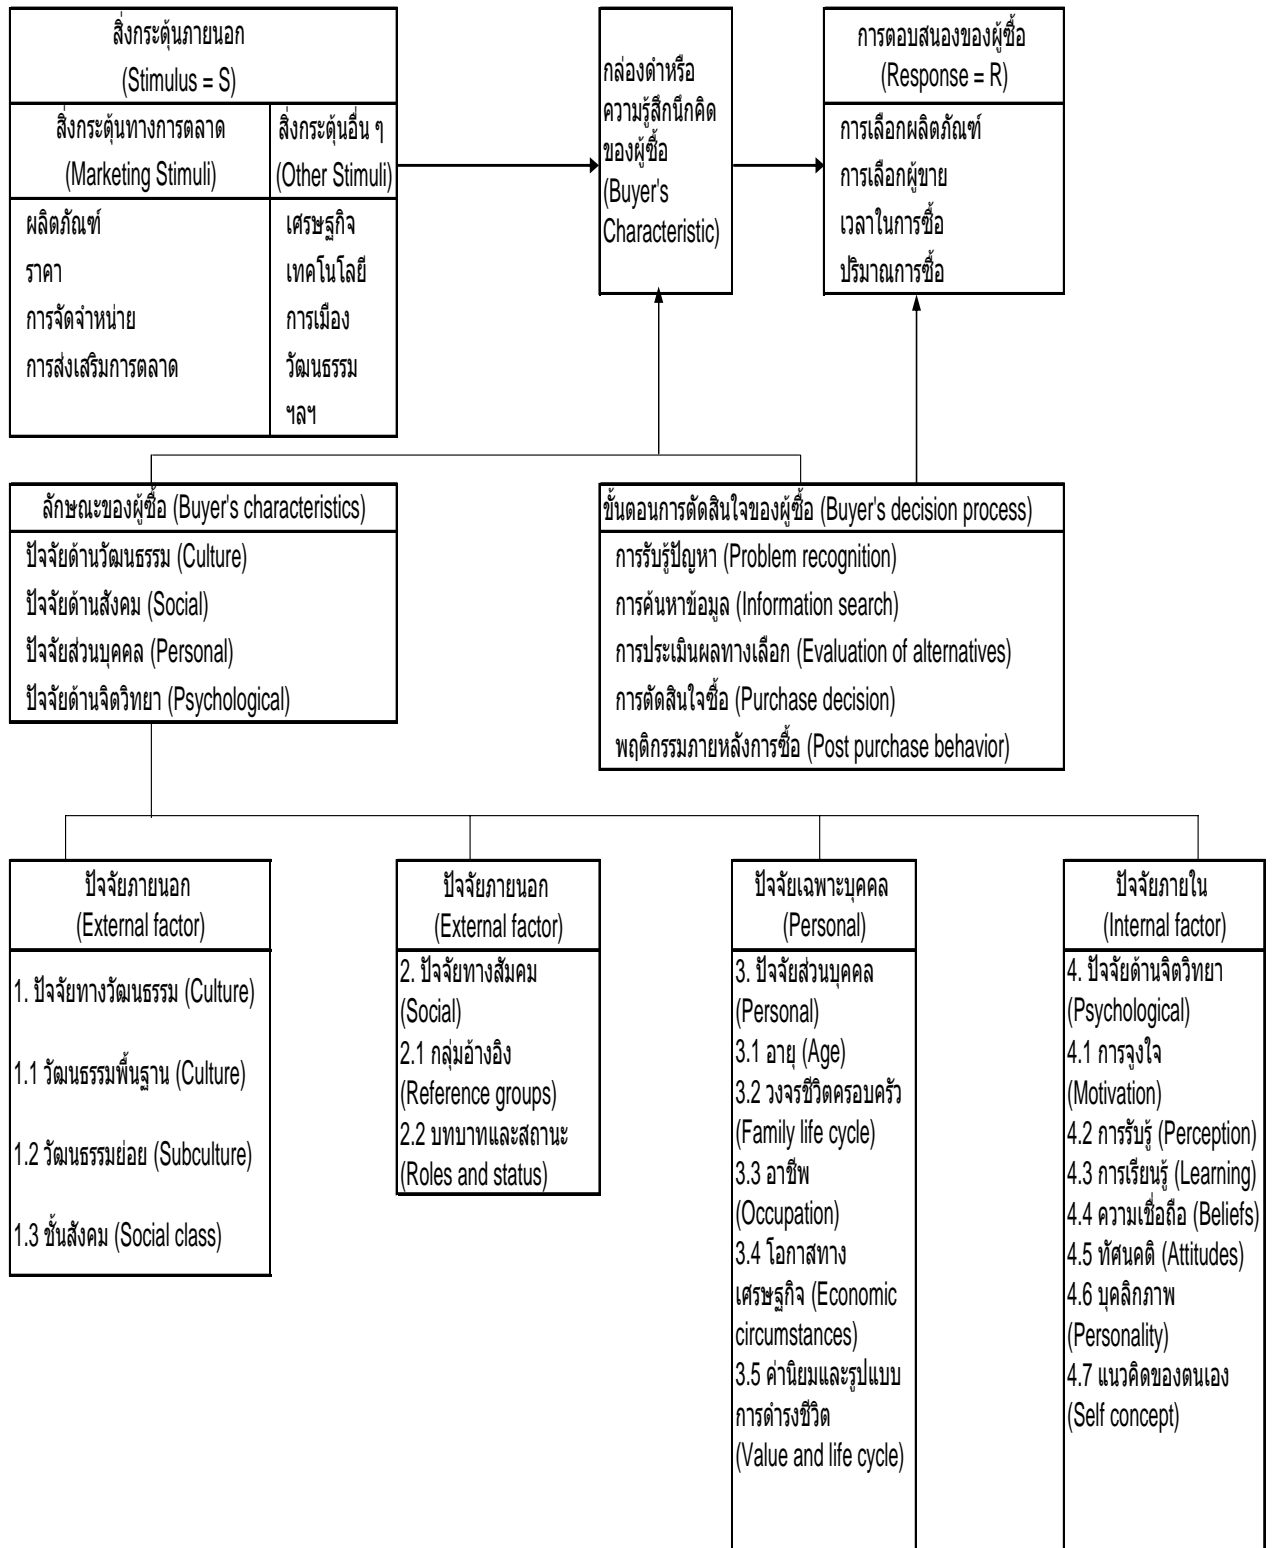 สิ่งกระตุ้นภายนอก
(Stimulus = S)
สิ่งกระตุ้นทางการตลาด
(Marketing Stimuli)
สิ่งกระตุ้นอื่น ๆ
(Other Stimuli)
ผลิตภัณฑ์
ราคา
การจัดจำหน่าย
การส่งเสริมการตลาด
เศรษฐกิจ
เทคโนโลยี
การเมือง
วัฒนธรรม
ฯลฯ
กล่องดำหรือ
ความรู้สึกนึกคิด
ของผู้ซื้อ
(Buyer's
Characteristic)
การตอบสนองของผู้ซื้อ
(Response = R)
การเลือกผลิตภัณฑ์
การเลือกผู้ขาย
เวลาในการซื้อ
ปริมาณการซื้อ
ลักษณะของผู้ซื้อ (Buyer's characteristics)
ปัจจัยด้านวัฒนธรรม (Culture)
ปัจจัยด้านสังคม (Social)
ปัจจัยส่วนบุคคล (Personal)
ปัจจัยด้านจิตวิทยา (Psychological)
ขั้นตอนการตัดสินใจของผู้ซื้อ (Buyer's decision process)
การรับรู้ปัญหา (Problem recognition)
การค้นหาข้อมูล (Information search)
การประเมินผลทางเลือก (Evaluation of alternatives)
การตัดสินใจซื้อ (Purchase decision)
พฤติกรรมภายหลังการซื้อ (Post purchase behavior)
ปัจจัยภายนอก
(External factor)
1. ปัจจัยทางวัฒนธรรม (Culture)
1.1 วัฒนธรรมพื้นฐาน (Culture)
1.2 วัฒนธรรมย่อย (Subculture)
1.3 ชั้นสังคม (Social class)
ปัจจัยภายนอก
(External factor)
2. ปัจจัยทางสัมคม
(Social)
2.1 กลุ่มอ้างอิง
(Reference groups)
2.2 บทบาทและสถานะ
(Roles and status)
ปัจจัยเฉพาะบุคคล
(Personal)
3. ปัจจัยส่วนบุคคล
(Personal)
3.1 อายุ (Age)
3.2 วงจรชีวิตครอบครัว
(Family life cycle)
3.3 อาชีพ
(Occupation)
3.4 โอกาสทาง
เศรษฐกิจ (Economic
circumstances)
3.5 ค่านิยมและรูปแบบ
การดำรงชีวิต
(Value and life cycle)
ปัจจัยภายใน
(Internal factor)
4. ปัจจัยด้านจิตวิทยา
(Psychological)
4.1 การจูงใจ
(Motivation)
4.2 การรับรู้ (Perception)
4.3 การเรียนรู้ (Learning)
4.4 ความเชื่อถือ (Beliefs)
4.5 ทัศนคติ (Attitudes)
4.6 บุคลิกภาพ
(Personality)
4.7 แนวคิดของตนเอง
(Self concept)